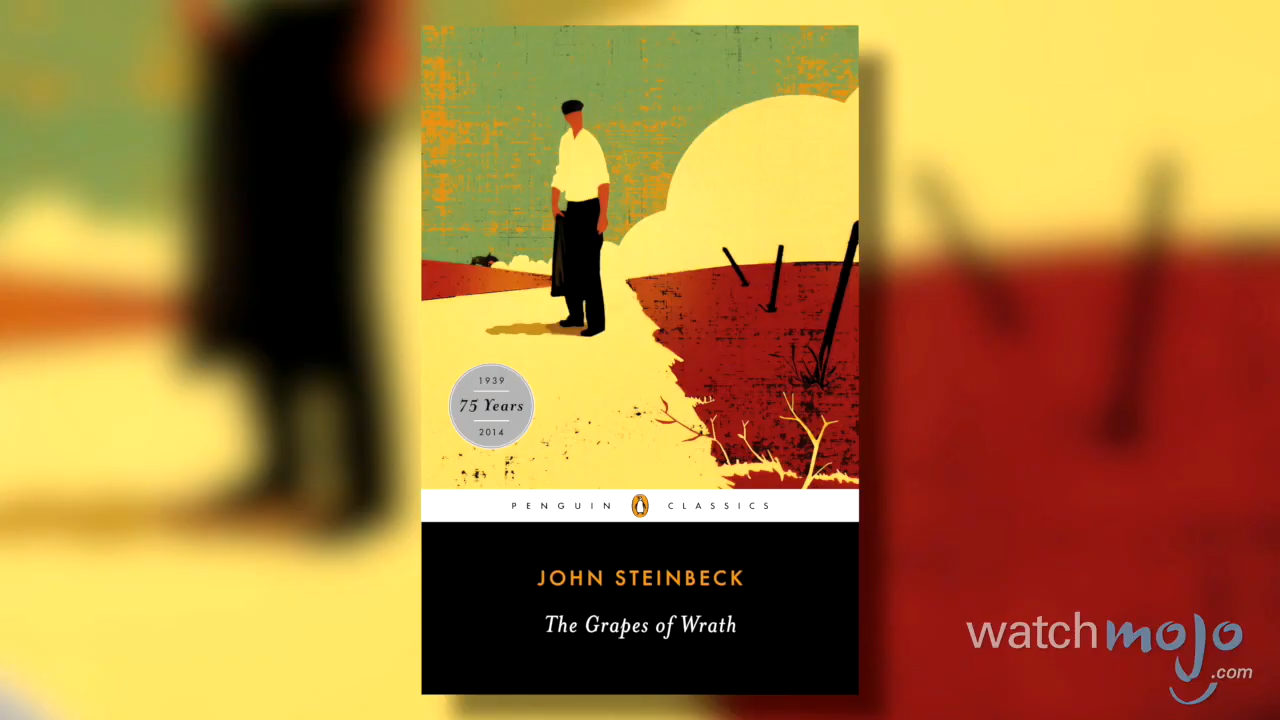 1939
75 Years
2014
PENGUIN CLASSICS
JOHN STEINBECK
The Grapes of Wrath
watchmojo
.com